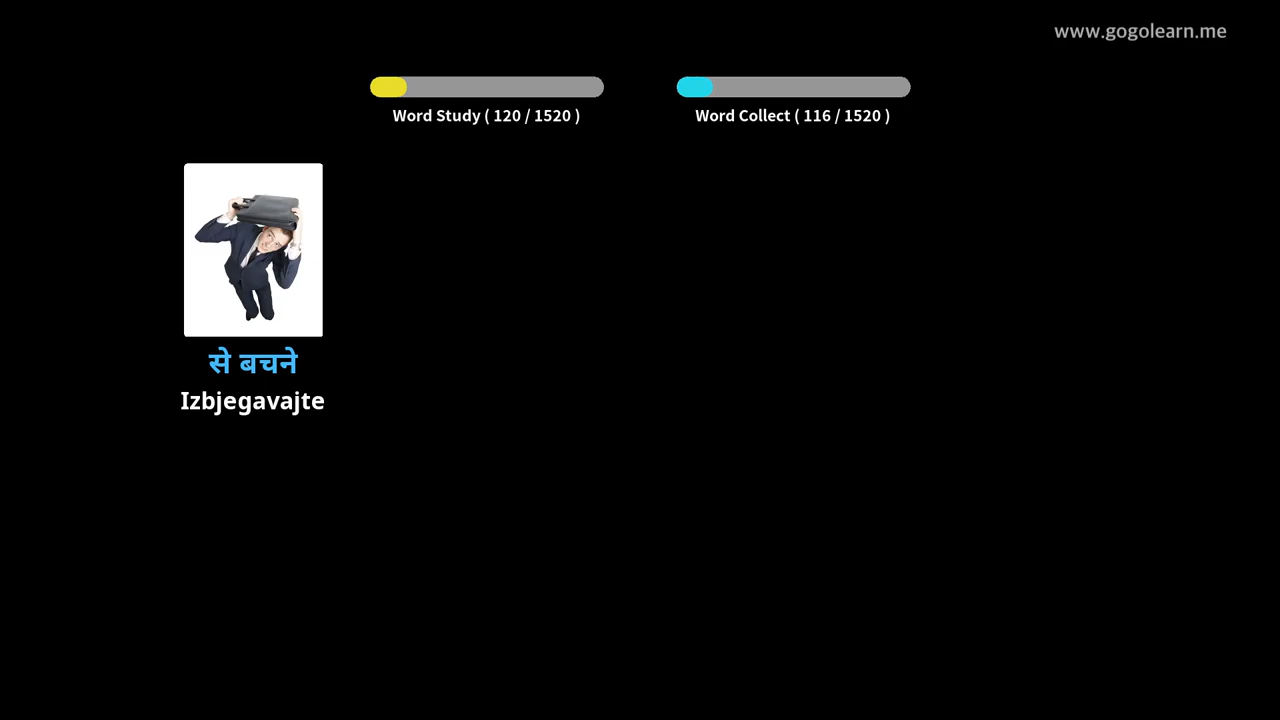 www.gogolearn.me
Word Study ( 120 / 1520 )
Word Collect ( 116 / 1520 )
से बचने
Izbjegavajte